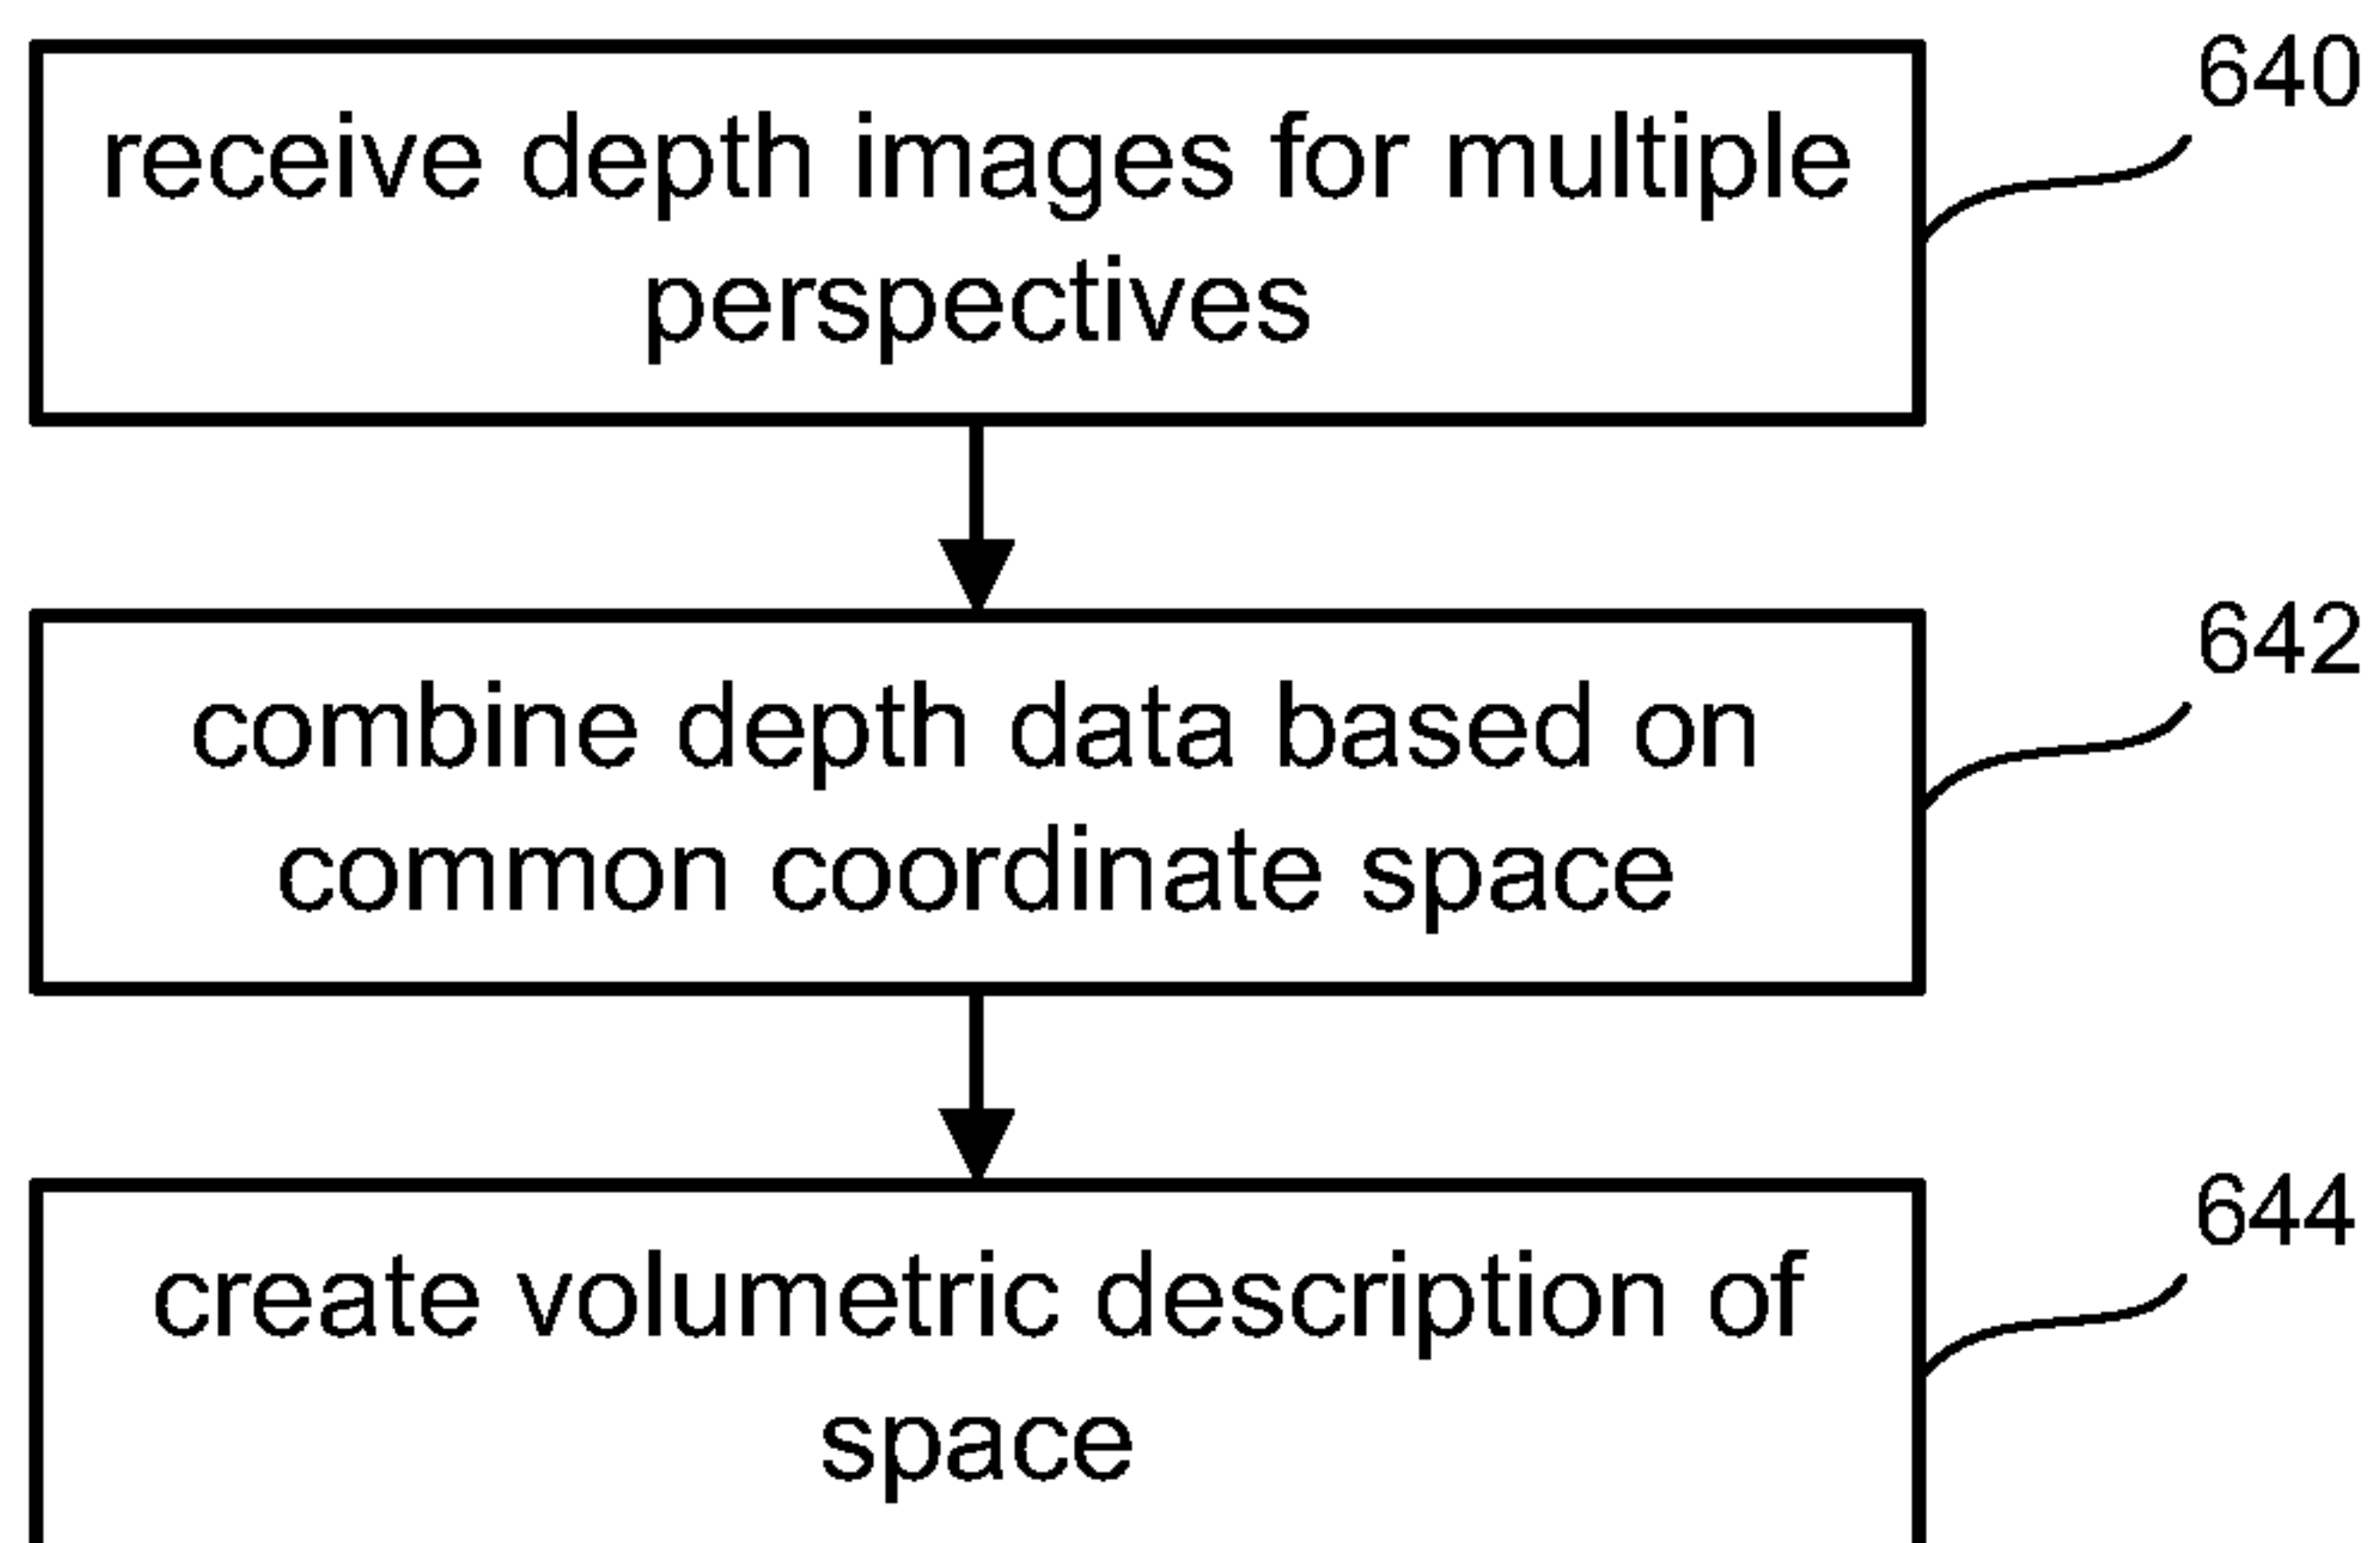 640
receive depth images for multiple
perspectives
642
combine depth data based on
common coordinate space
644
create volumetric description of
space